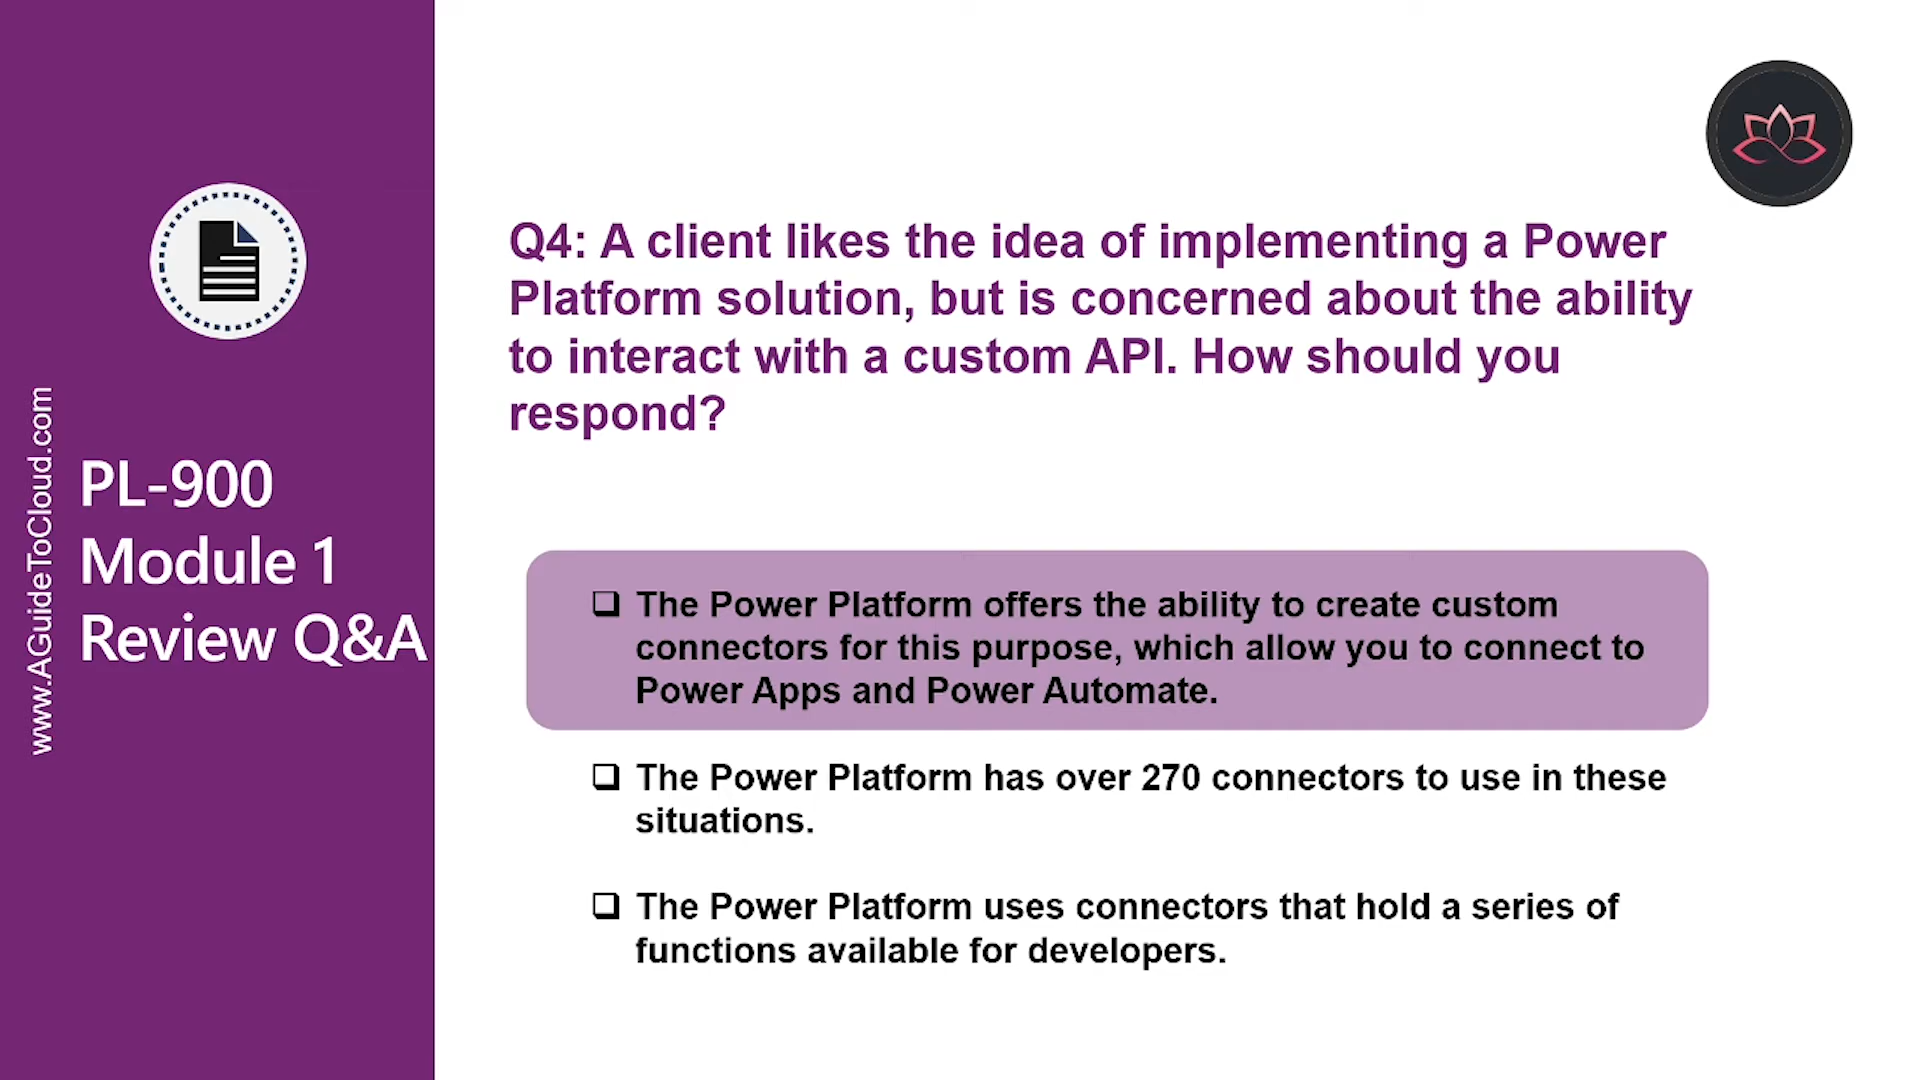 www.AGuideToCloud.com
PL-900
Module 1
Review Q&A
Q4: A client likes the idea of implementing a Power
Platform solution, but is concerned about the ability
to interact with a custom API. How should you
respond?
❑ The Power Platform offers the ability to create custom
connectors for this purpose, which allow you to connect to
Power Apps and Power Automate.
❑ The Power Platform has over 270 connectors to use in these
situations.
❑ The Power Platform uses connectors that hold a series of
functions available for developers.